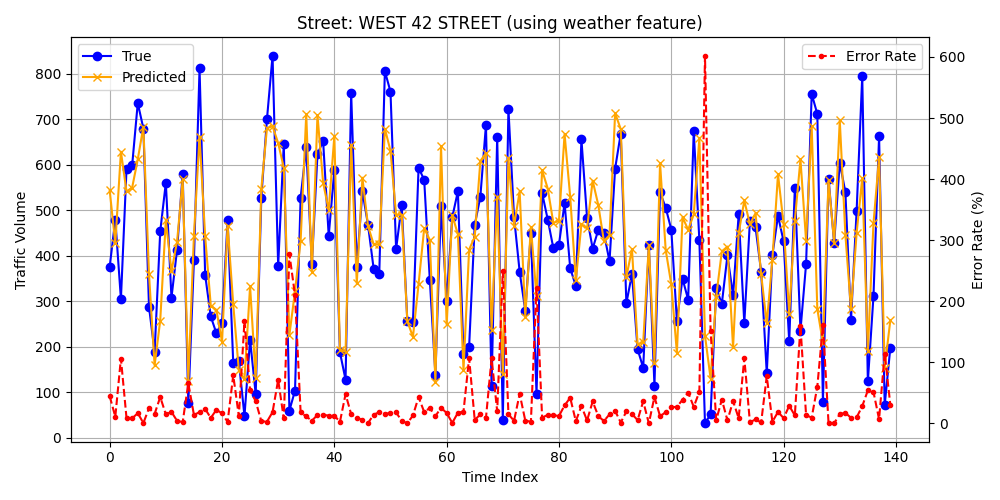 Street: WEST 42 STREET (using weather feature)
True
Predicted
Error Rate
Traffic Volume
0
100
200
300
400
500
600
700
800
0
100
200
300
400
500
600
Error Rate (%)
0 20 40 60 80 100 120 140
Time Index